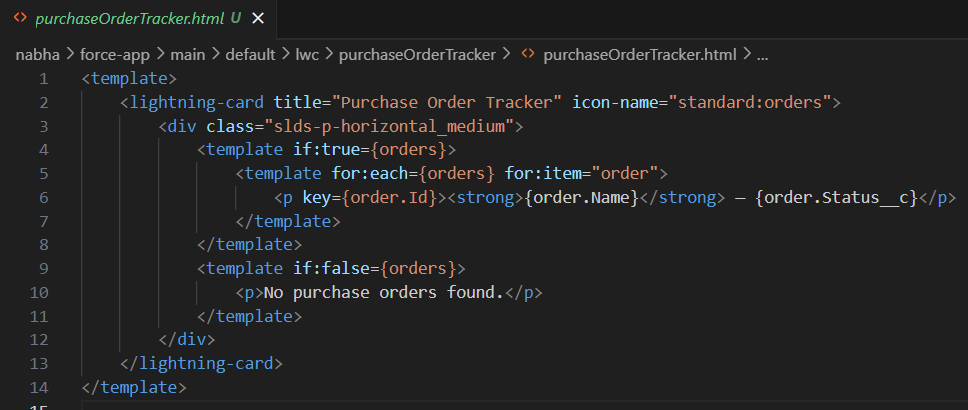 purchaseOrderTracker.html U ×
nabha > force-app > main > default > lwc > purchaseOrderTracker > purchaseOrderTracker.html > ...
1 <template>
2 <lightning-card title="Purchase Order Tracker" icon-name="standard:orders">
3 <div class="slds-p-horizontal_medium">
4 <template if:true={orders}>
5 <template for:each={orders} for:item="order">
6 <p key={order.Id}><strong>{order.Name}</strong> – {order.Status__c}</p>
7 </template>
8 </template>
9 <template if:false={orders}>
10 <p>No purchase orders found.</p>
11 </template>
12 </div>
13 </lightning-card>
14 </template>
15